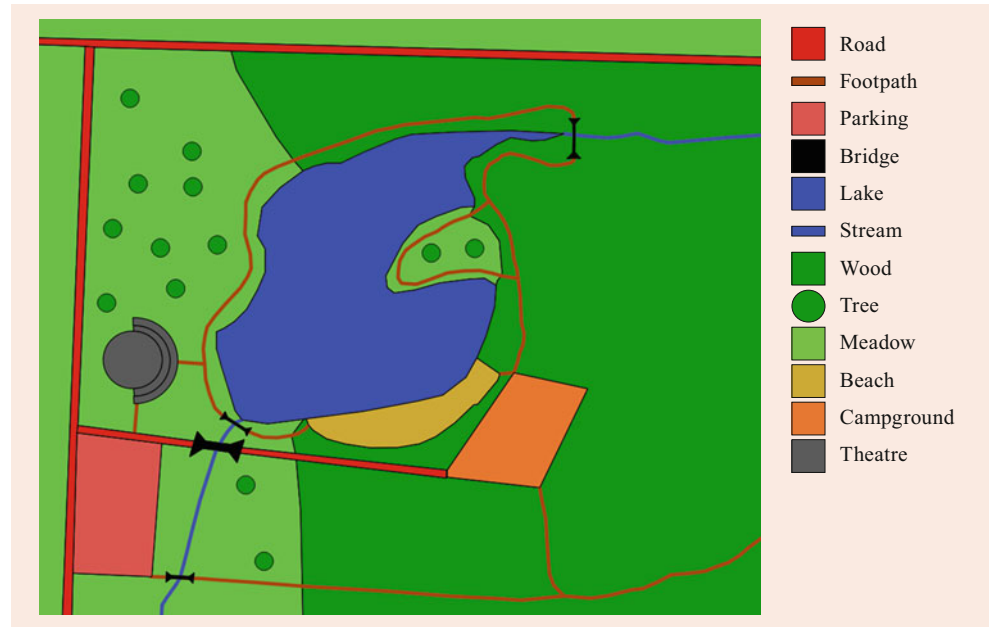 Road
Footpath
Parking
Bridge
Lake
Stream
Wood
Tree
Meadow
Beach
Campground
Theatre